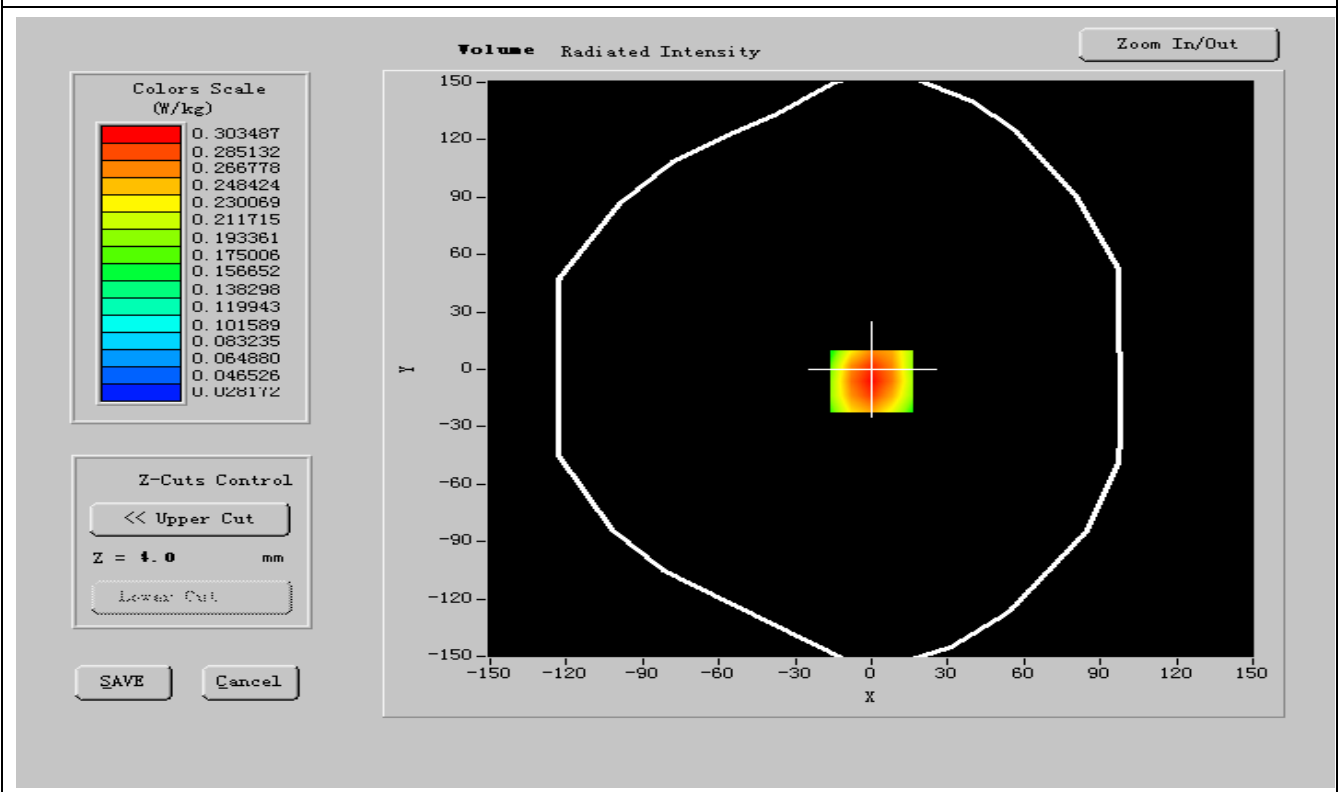 Volume Radiated Intensity
Zoom In/Out
Colors Scale
(W/kg)
0.303487
0.285132
0.266778
0.248424
0.230069
0.211715
0.193361
0.175006
0.156652
0.138298
0.119943
0.101589
0.083235
0.064880
0.046526
0.028172
Z-Cuts Control
<< Upper Cut
Z = 4.0 mm
Lower Cut
SAVE Cancel
150
120
90
60
30
0
-30
-60
-90
-120
-150
Y
-150 -120 -90 -60 -30 0 30 60 90 120 150
X